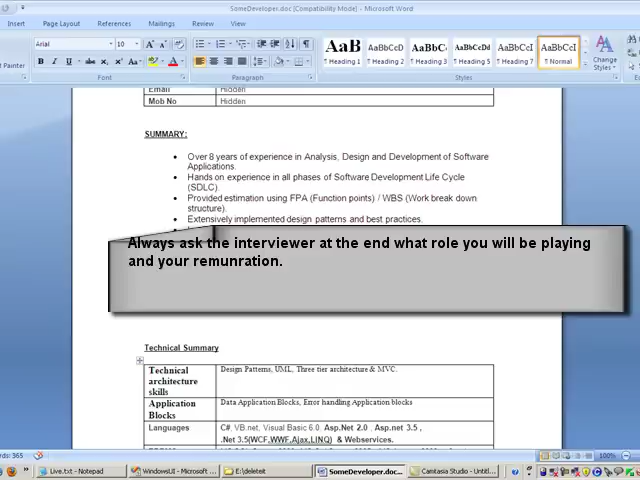 SomeDeveloper.doc [Compatibility Mode] - Microsoft Word
Insert Page Layout References Mailings Review View
Arial 10
AaB AaBbCcD AaBbCc: AaBbCcDd AaBbCcI AaBbCcI
Painter B I U Heading 1 Heading 2 Heading 3 Heading 5 Heading 7 Normal Change Styles
Font Paragraph Styles
Email Hidden
Mob No Hidden
SUMMARY:
• Over 8 years of experience in Analysis, Design and Development of Software
Applications.
• Hands on experience in all phases of Software Development Life Cycle
(SDLC).
• Provided estimation using FPA (Function points) / WBS (Work break down
structure).
• Extensively implemented design patterns and best practices.
Always ask the interviewer at the end what role you will be playing
and your remunration.
Technical Summary
Technical architecture skills Design Patterns, UML, Three tier architecture & MVC.
Application Blocks Data Application Blocks, Error handling Application blocks
Languages C#, VB.net, Visual Basic 6.0. Asp.Net 2.0 . Asp.net 3.5 ,
.Net 3.5(WCF,WWF,Ajax,LINQ) & Webservices.
words: 365 100%
Live.txt - Notepad WindowsUI - Microsoft ... E:\deleteit SomeDeveloper.doc... Camtasia Studio - Untitl...